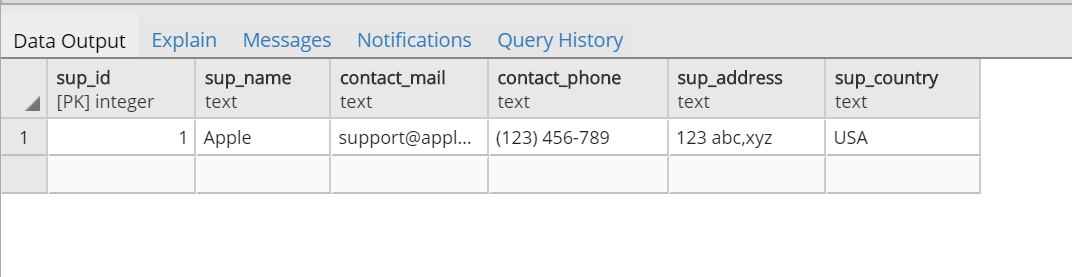 Data Output Explain Messages Notifications Query History
sup_id sup_name contact_mail contact_phone sup_address sup_country
[PK] integer text text text text text
1 1 Apple support@appl... (123) 456-789 123 abc,xyz USA